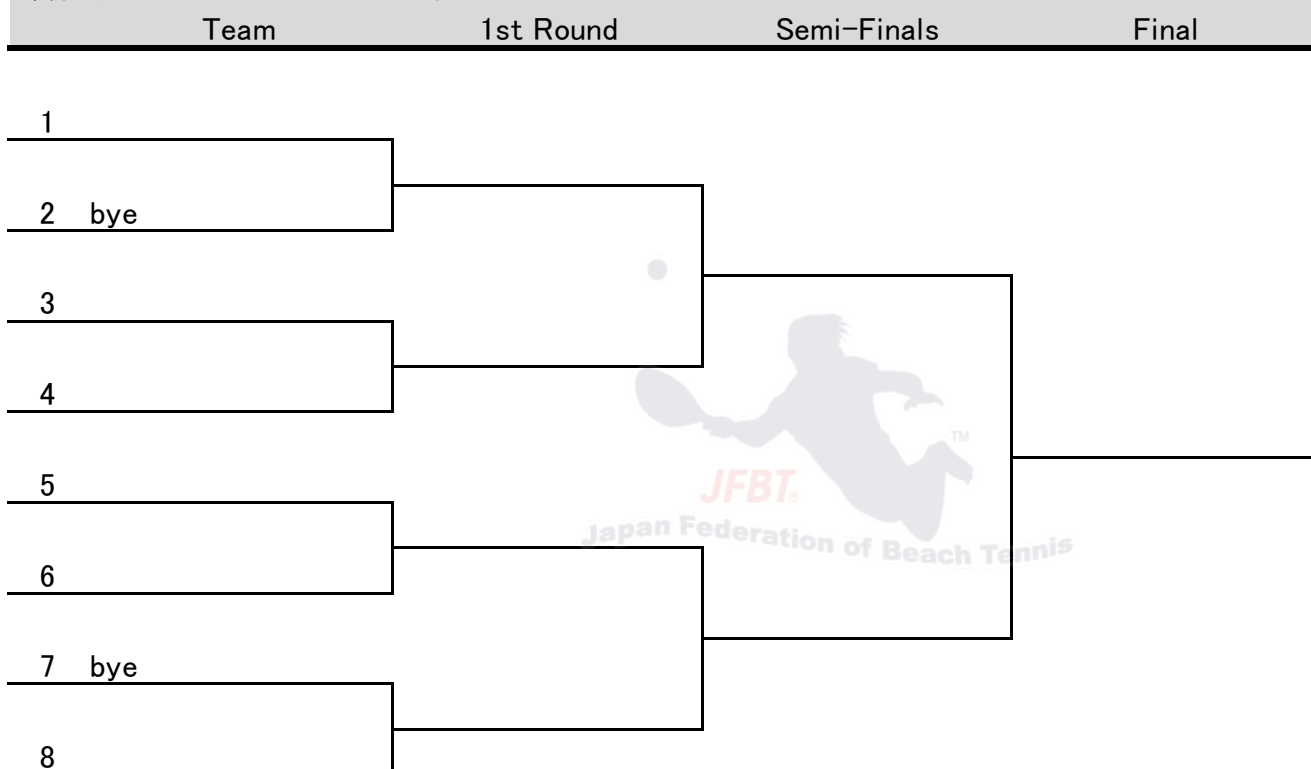 Team 1st Round Semi-Finals Final
1
2 bye
3
4
5
6
7 bye
8
TM
JFBT®
Japan Federation of Beach Tennis